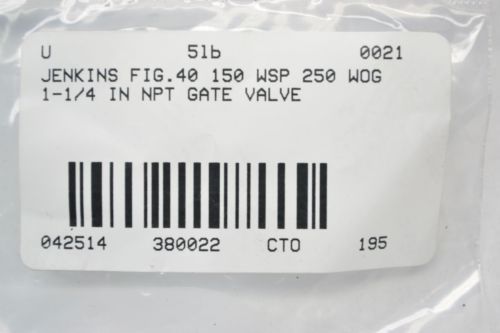 U 5lb 0021
JENKINS FIG.40 150 WSP 250 WOG
1-1/4 IN NPT GATE VALVE
042514 380022 CTO 195